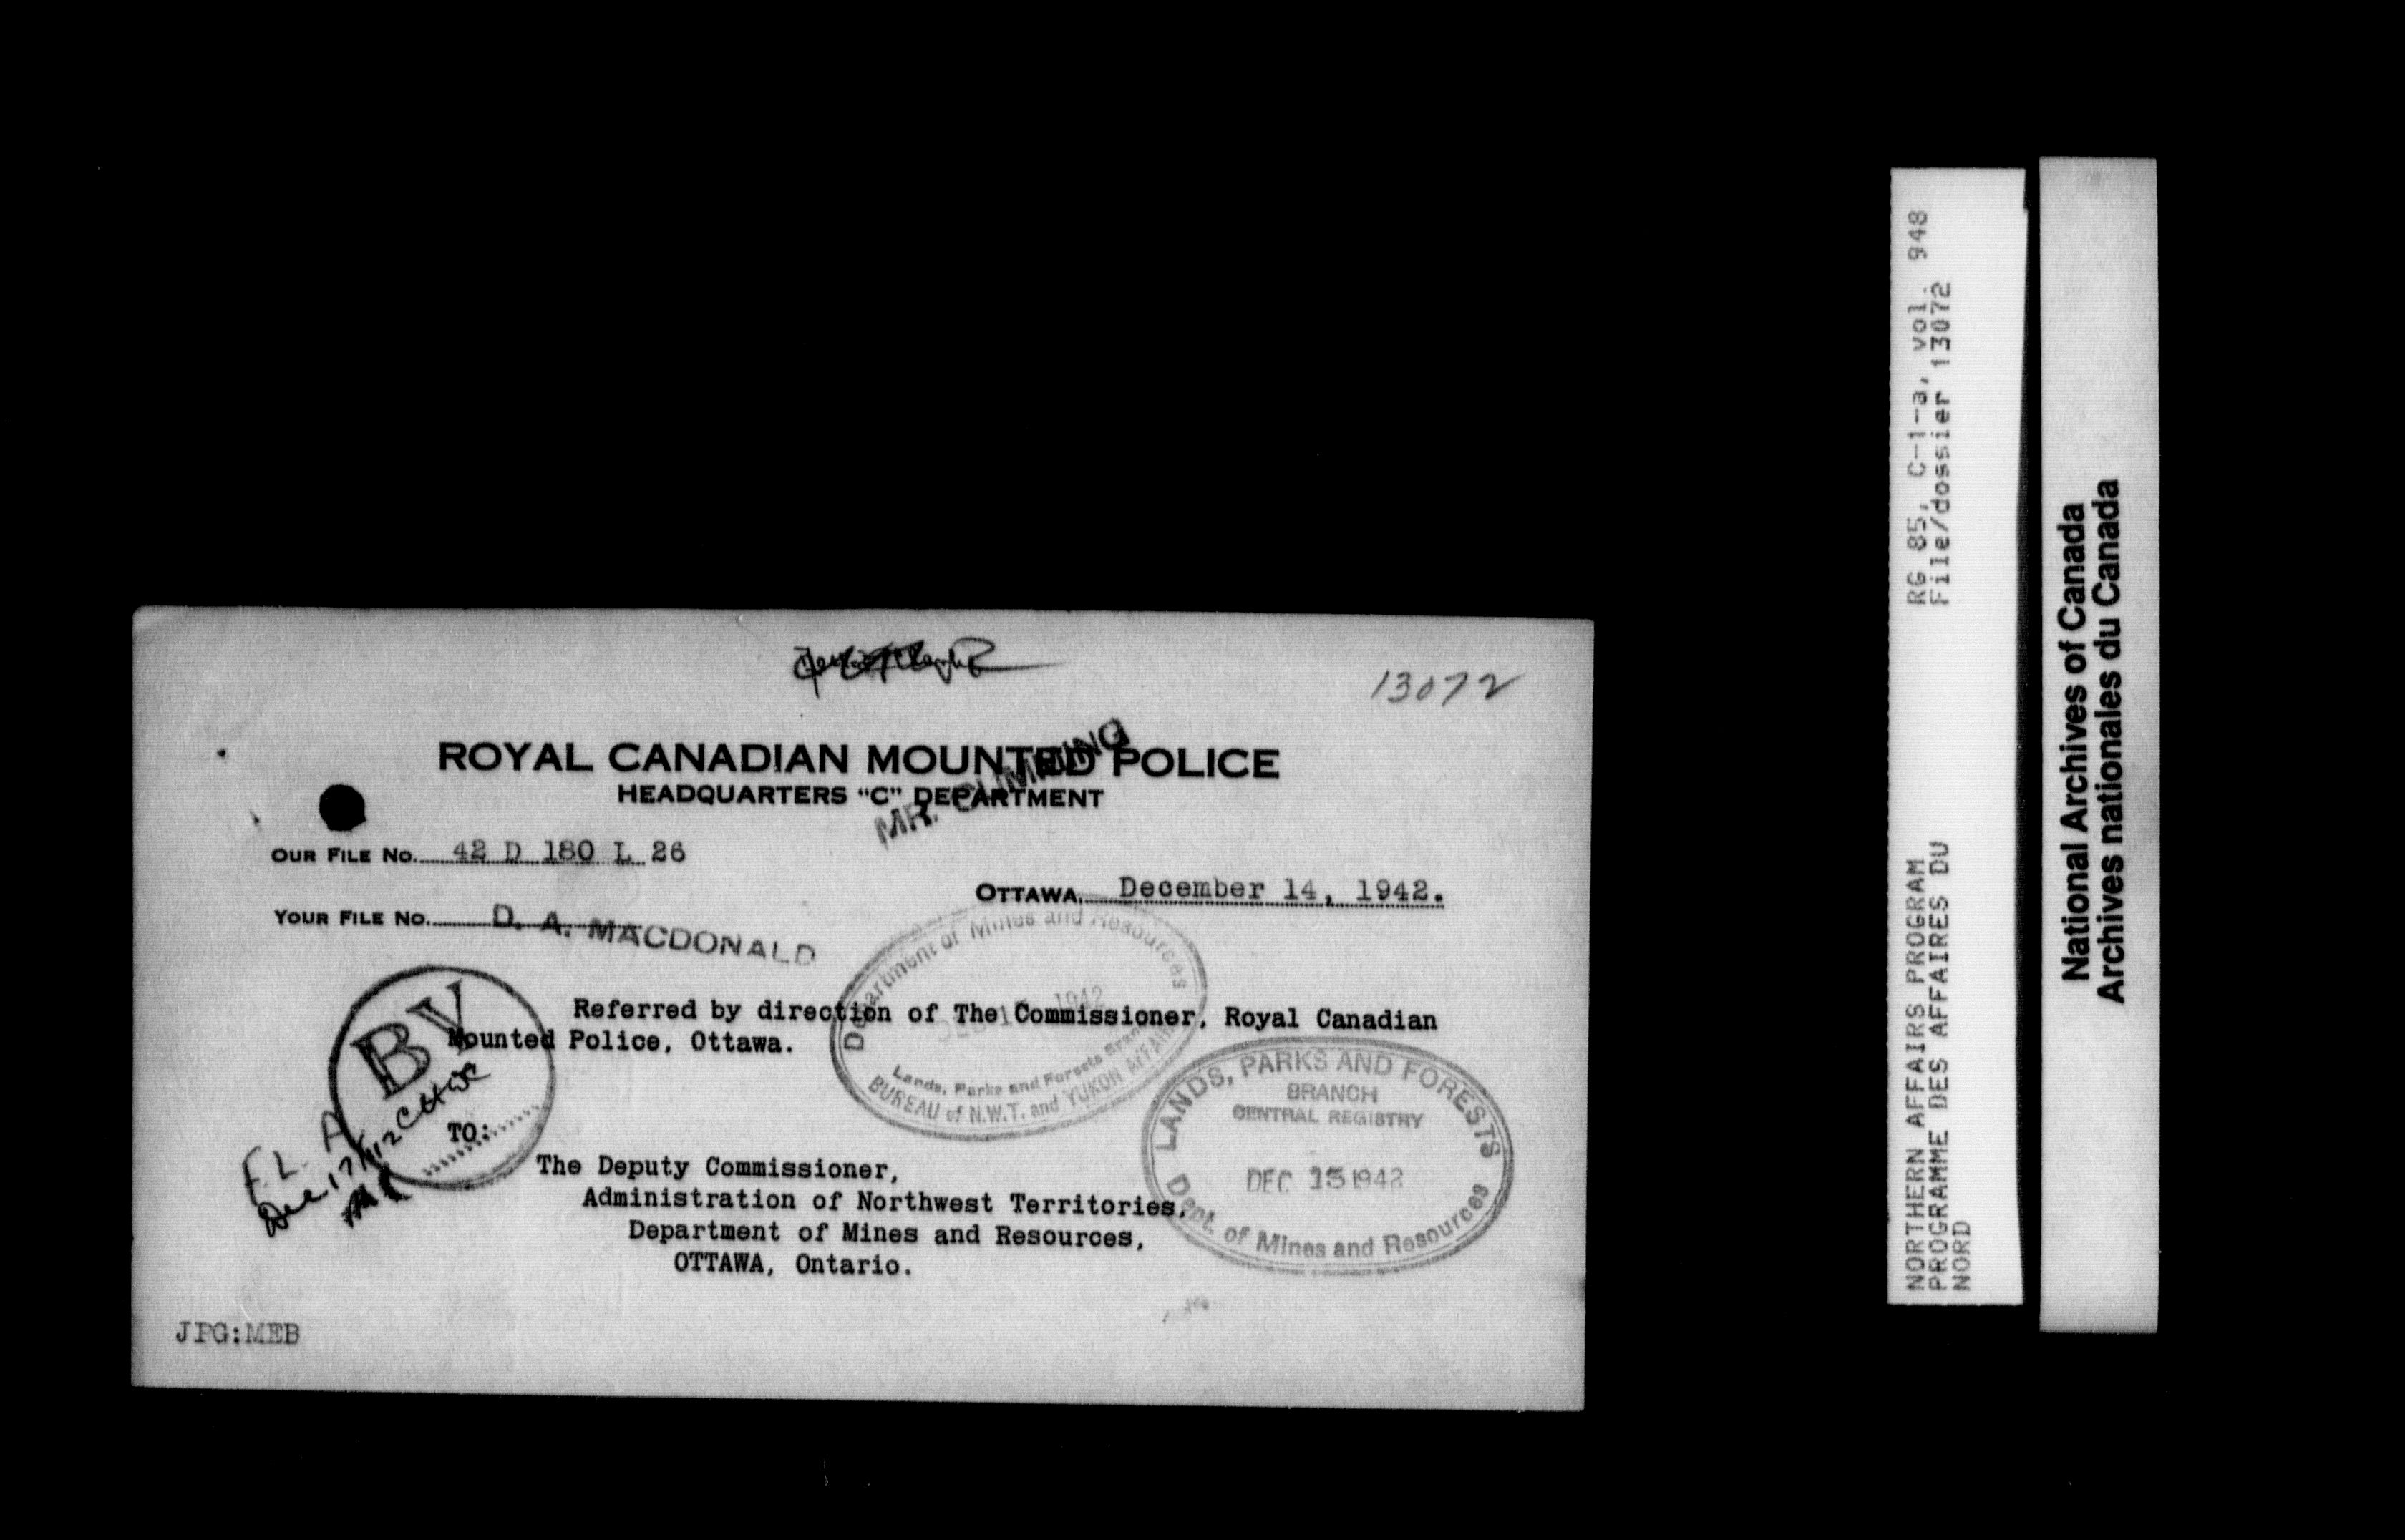 13072
ROYAL CANADIAN MOUNTED POLICE
MR. CUMMING
HEADQUARTERS "C" DEPARTMENT
OUR FILE No. 42 D 180 L 26
OTTAWA, December 14, 1942.
YOUR FILE No.
D. A. MACDONALD
Department of Mines and Resources
1942
Lands, Parks and Forests Branch
BUREAU of N.W.T. and YUKON AFFAIRS
Referred by direction of The Commissioner, Royal Canadian
Mounted Police, Ottawa.
BY
F.L. A
TO:
LANDS, PARKS AND FORESTS
BRANCH
CENTRAL REGISTRY
DEC 15 1942
Dept. of Mines and Resources
The Deputy Commissioner,
Administration of Northwest Territories,
Department of Mines and Resources,
OTTAWA, Ontario.
JPG:MEB
RG 85, C-1-a, vol. 948
File/dossier 13072
NORTHERN AFFAIRS PROGRAM
PROGRAMME DES AFFAIRES DU
NORD
National Archives of Canada
Archives nationales du Canada